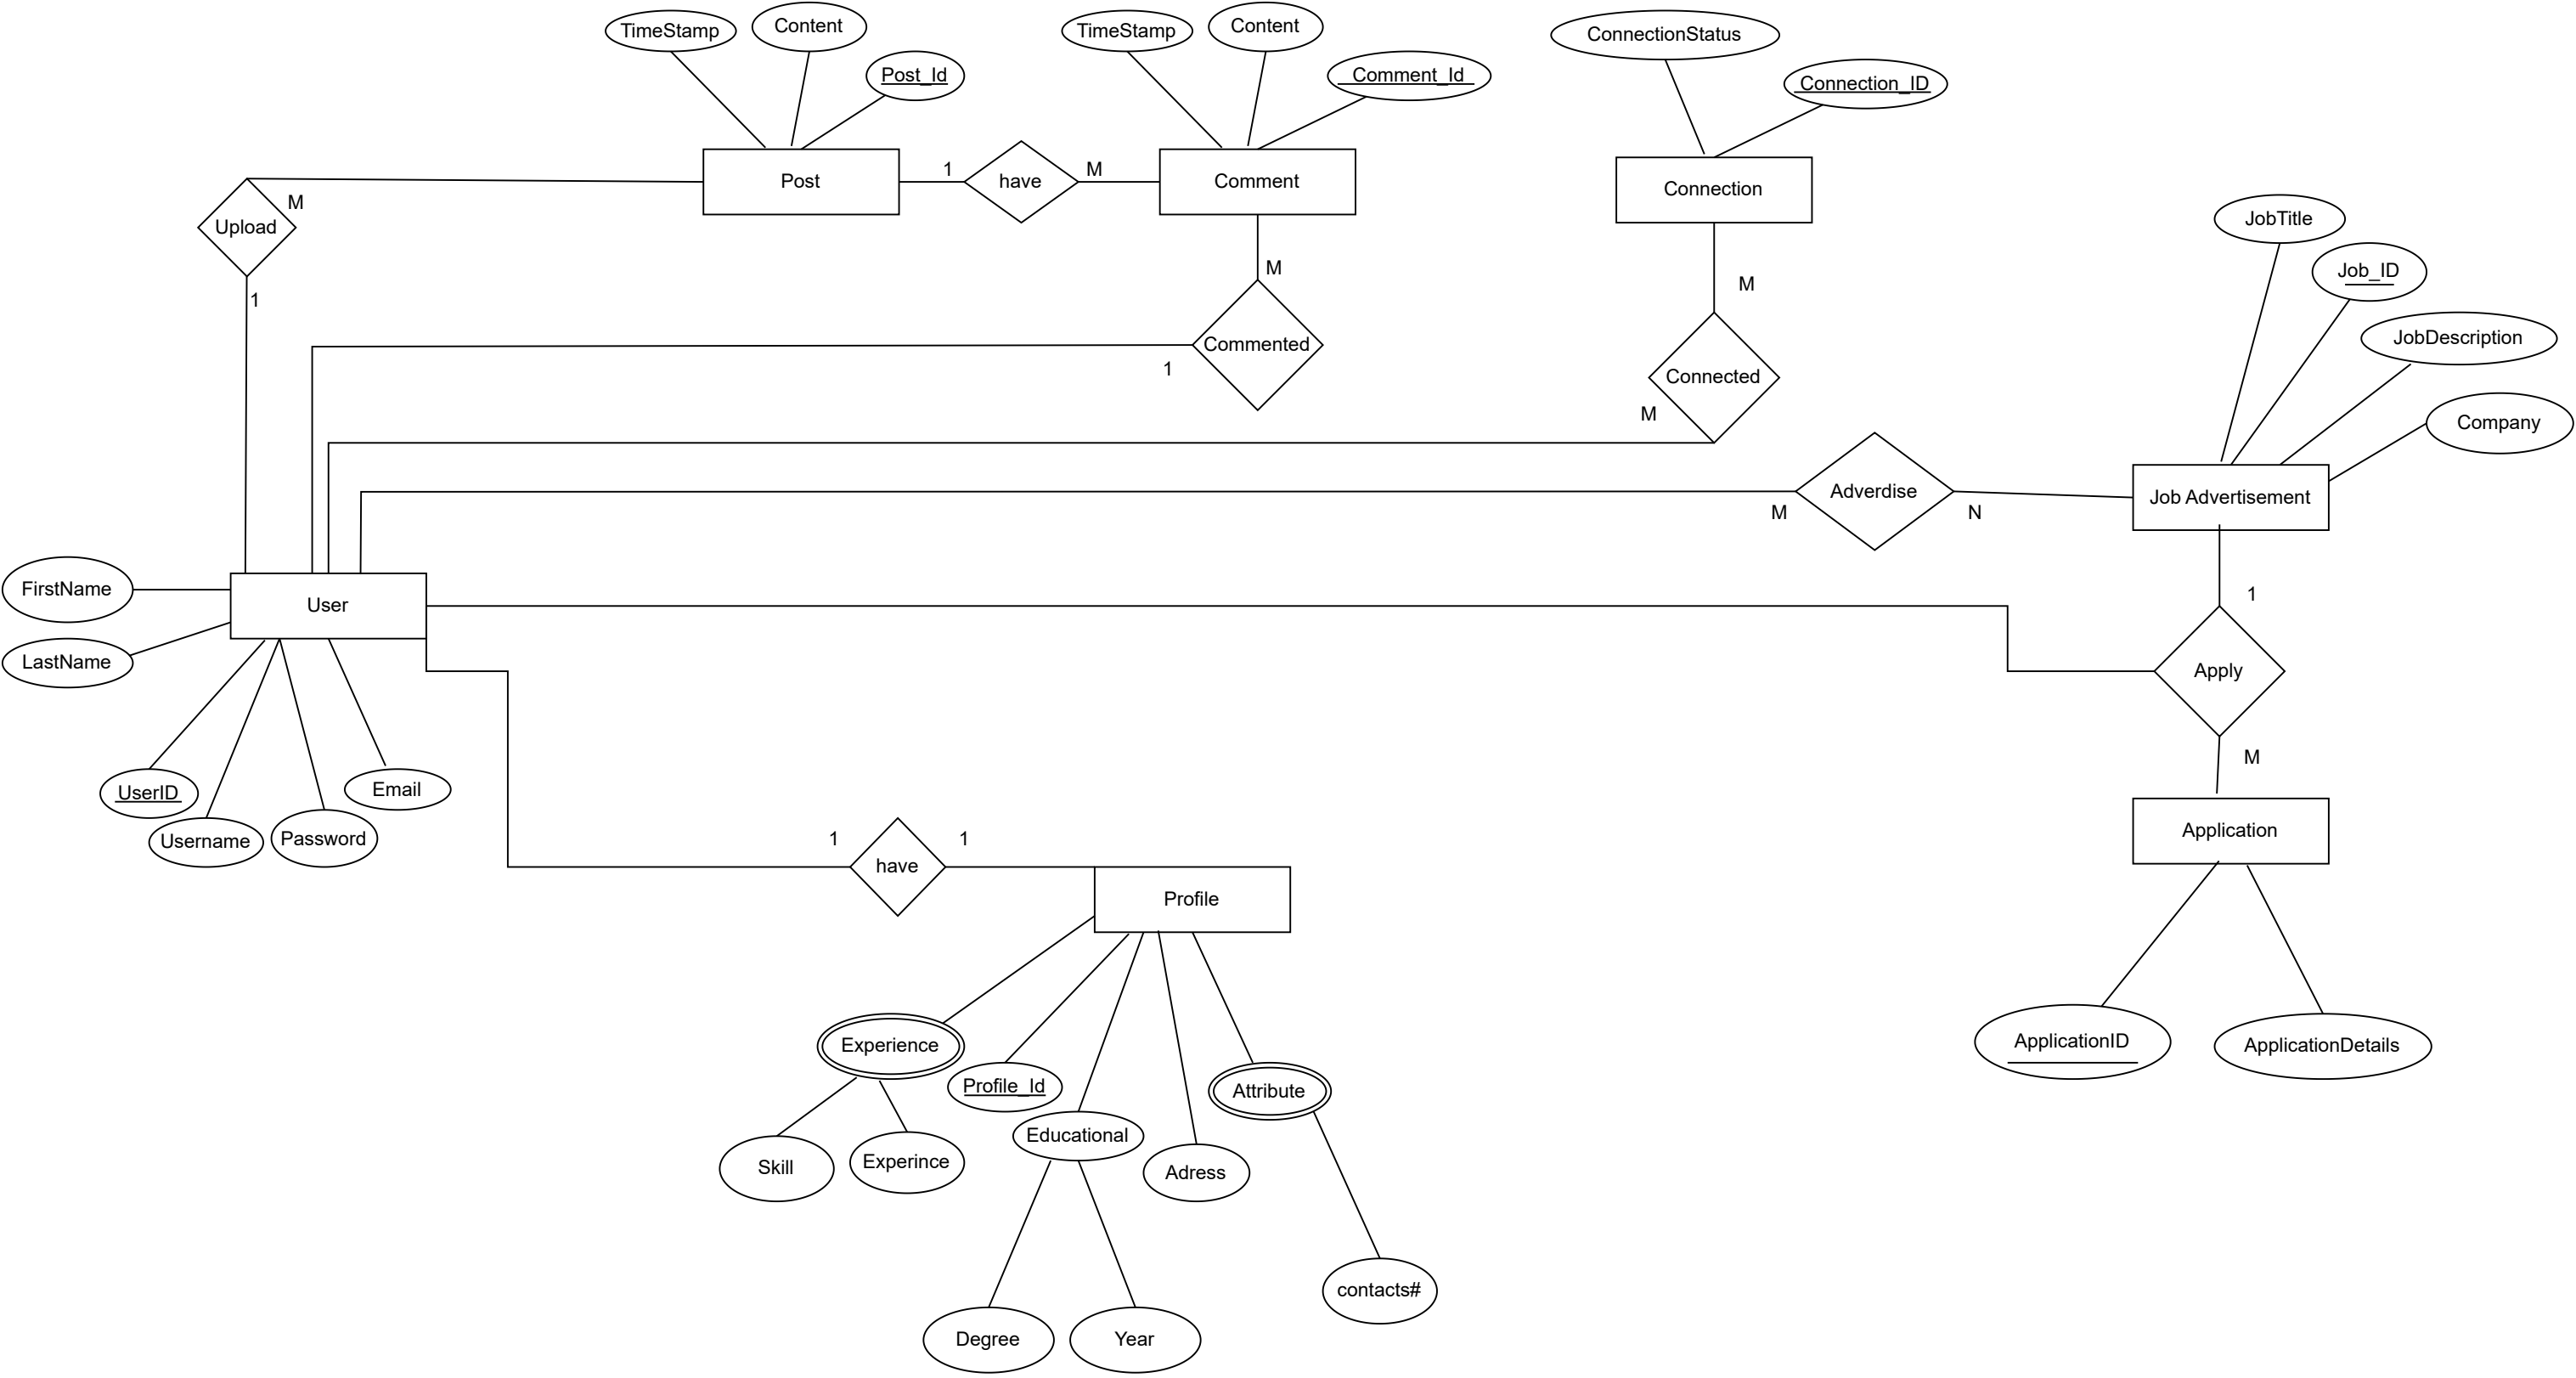 TimeStamp
Content
Post_Id
TimeStamp
Content
Comment_Id
ConnectionStatus
Connection_ID
Post
1
have
M
Comment
Connection
JobTitle
Job_ID
JobDescription
Company
Upload
M
1
M
Commented
1
M
Connected
M
Adverdise
M
N
Job Advertisement
FirstName
User
LastName
1
Apply
M
UserID
Username
Password
Email
1
have
1
Profile
Application
Experience
Profile_Id
Educational
Adress
Attribute
ApplicationID
ApplicationDetails
Skill
Experince
contacts#
Degree
Year